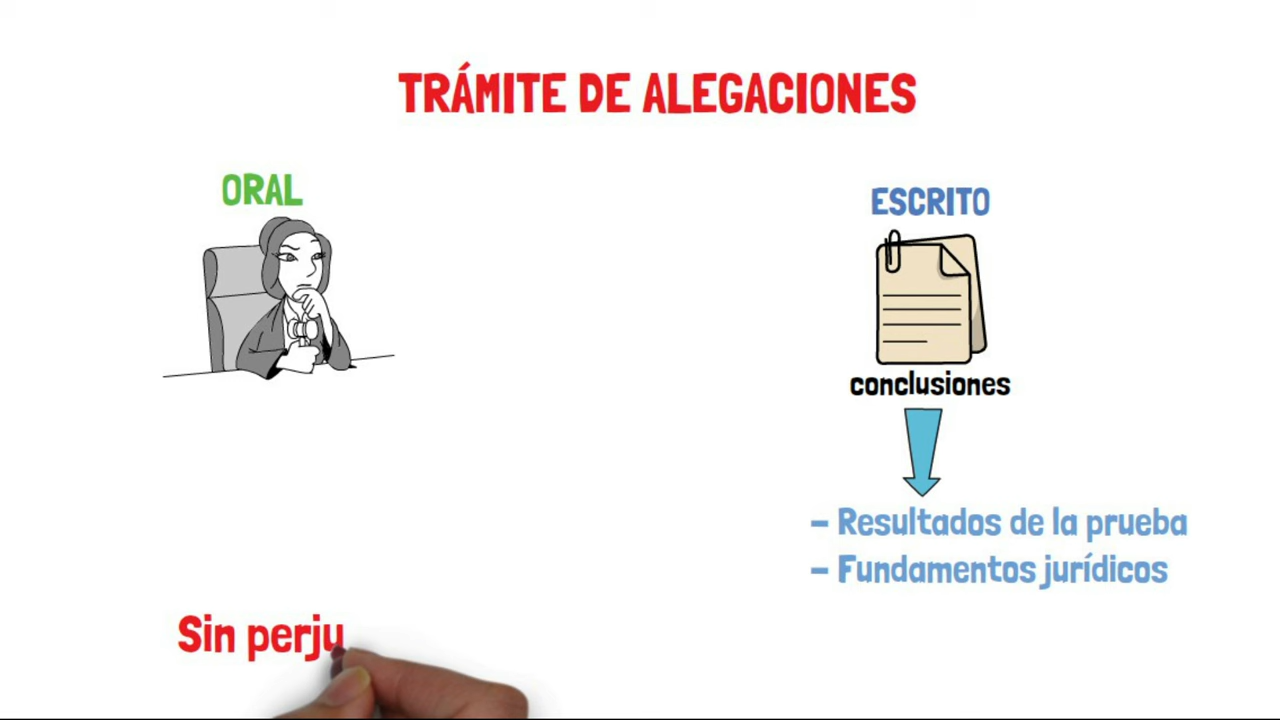 TRÁMITE DE ALEGACIONES
ORAL
ESCRITO
conclusiones
– Resultados de la prueba
– Fundamentos jurídicos
Sin perju